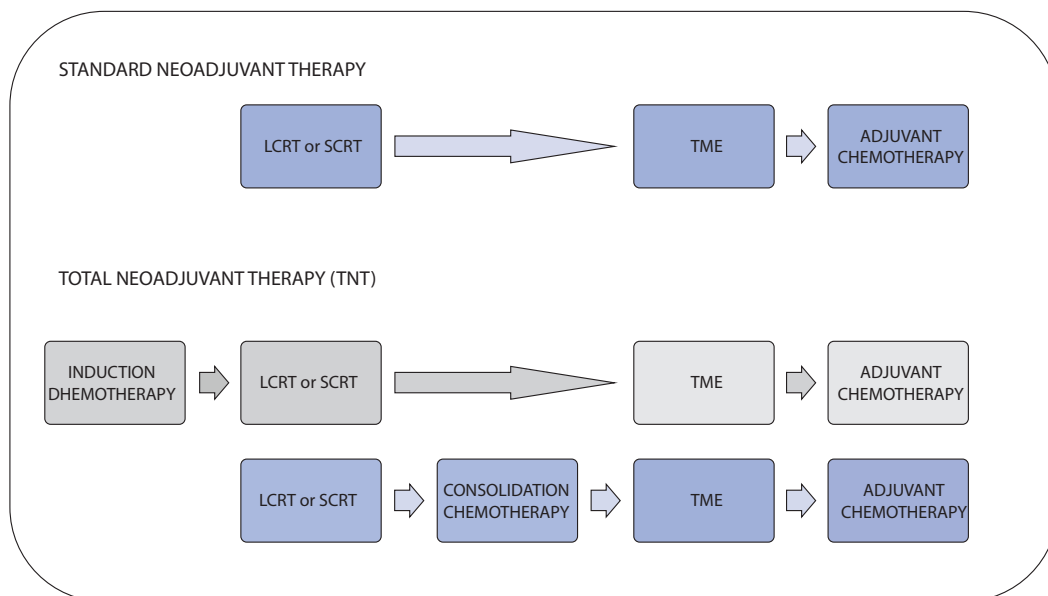 STANDARD NEOADJUVANT THERAPY
LCRT or SCRT
TME
ADJUVANT
CHEMOTHERAPY
TOTAL NEOADJUVANT THERAPY (TNT)
INDUCTION
DHEMOTHERAPY
LCRT or SCRT
TME
ADJUVANT
CHEMOTHERAPY
LCRT or SCRT
CONSOLIDATION
CHEMOTHERAPY
TME
ADJUVANT
CHEMOTHERAPY